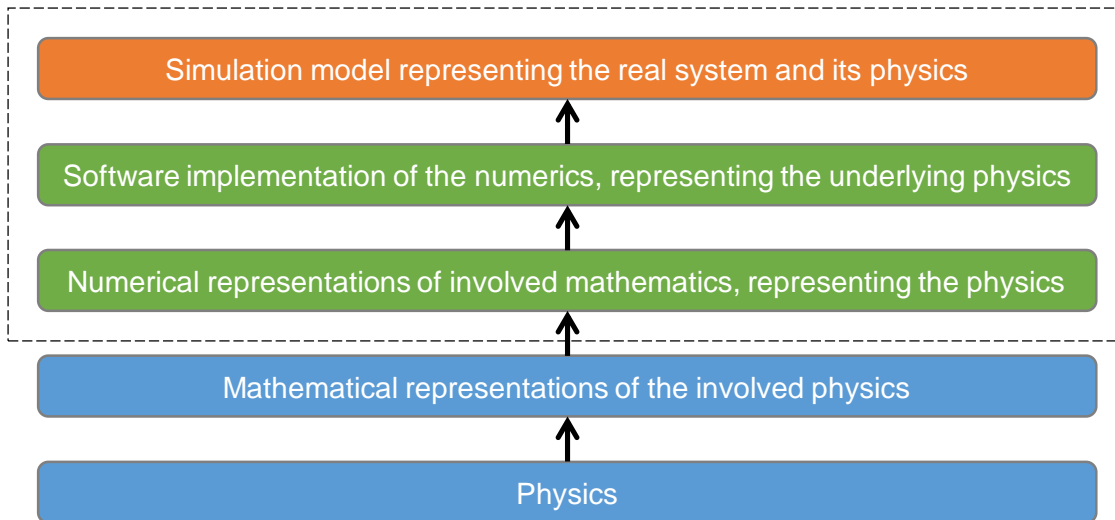 Simulation model representing the real system and its physics
Software implementation of the numerics, representing the underlying physics
Numerical representations of involved mathematics, representing the physics
Mathematical representations of the involved physics
Physics